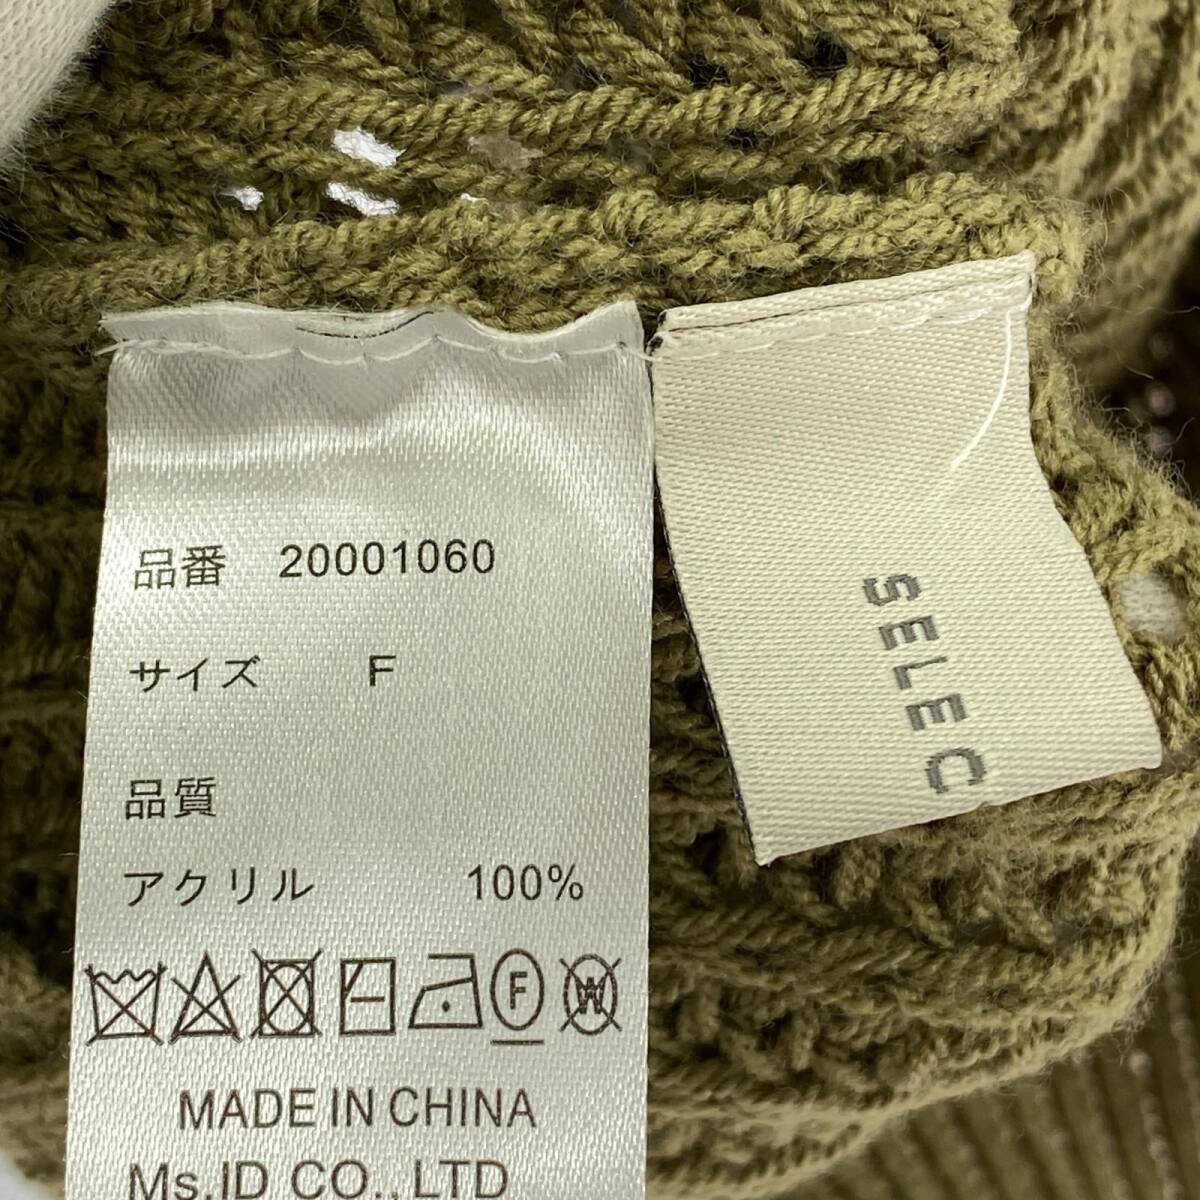 品番 20001060
サイズ F
品質
アクリル 100%
F W
MADE IN CHINA
Ms.ID CO., LTD
SELEC